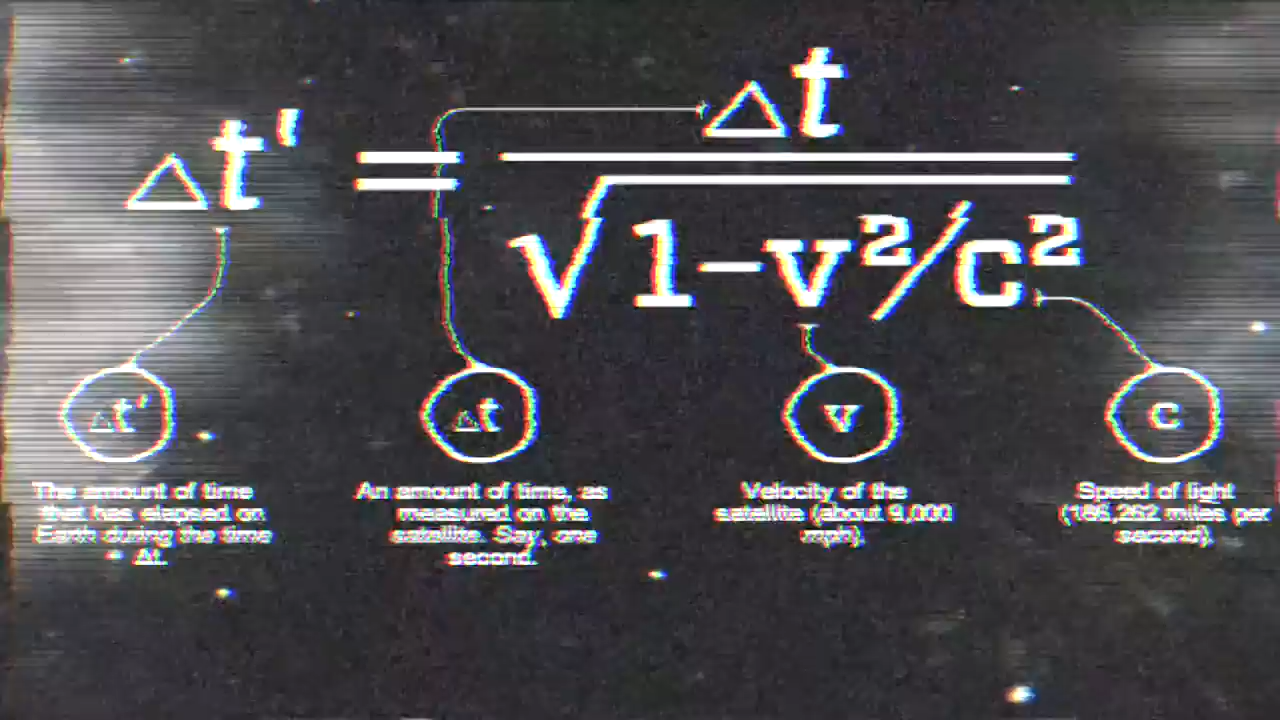 Δt
Δt' =
√1-v²/c²
Δt'
Δt
v
c
The amount of time
that has elapsed on
Earth during the time
Δt.
An amount of time, as
measured on the
satellite. Say, one
second.
Velocity of the
satellite (about 9,000
mph).
Speed of light
(186,262 miles per
second).